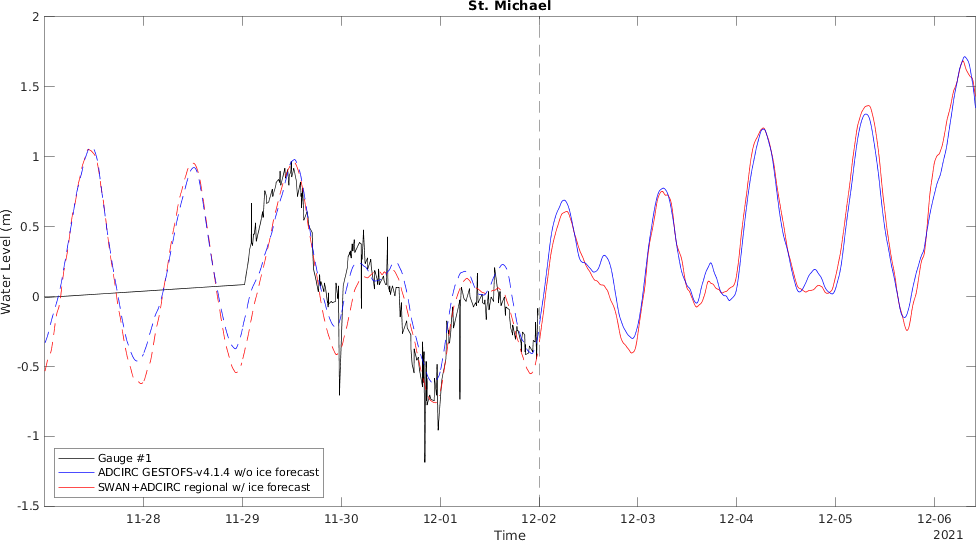 St. Michael
2
1.5
1
0.5
0
-0.5
-1
-1.5
Water Level (m)
Gauge #1
ADCIRC GESTOFS-v4.1.4 w/o ice forecast
SWAN+ADCIRC regional w/ ice forecast
11-28 11-29 11-30 12-01 12-02 12-03 12-04 12-05 12-06
Time 2021